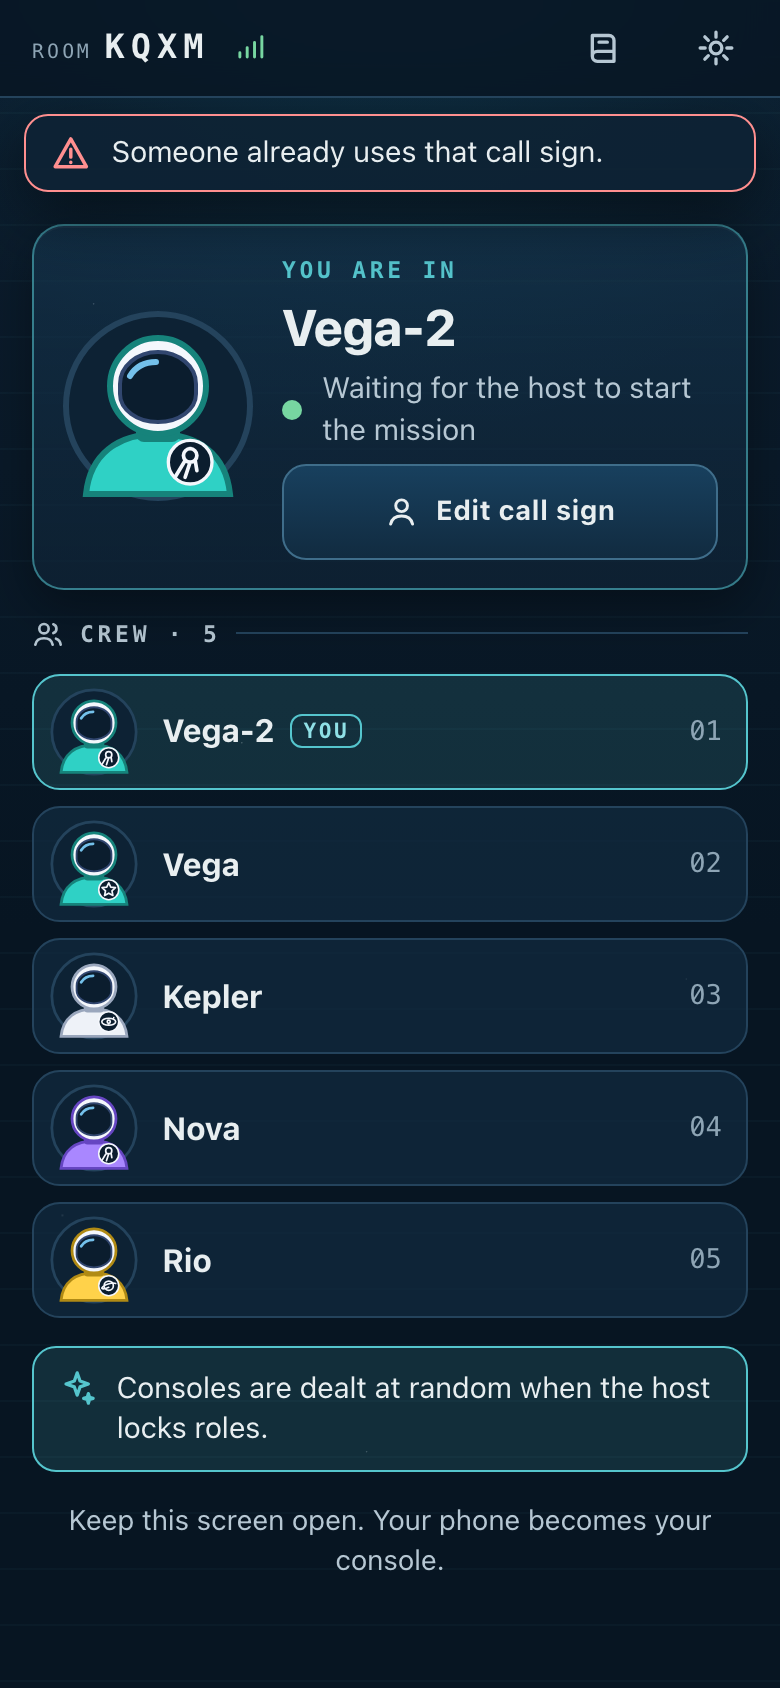 ROOM KQXM
Someone already uses that call sign.
YOU ARE IN
Vega-2
Waiting for the host to start
the mission
Edit call sign
CREW · 5
Vega-2 YOU 01
Vega 02
Kepler 03
Nova 04
Rio 05
Consoles are dealt at random when the host
locks roles.
Keep this screen open. Your phone becomes your
console.